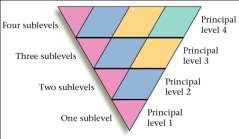 Four sublevels
Principal
level 4
Three sublevels
Principal
level 3
Two sublevels
Principal
level 2
One sublevel
Principal
level 1